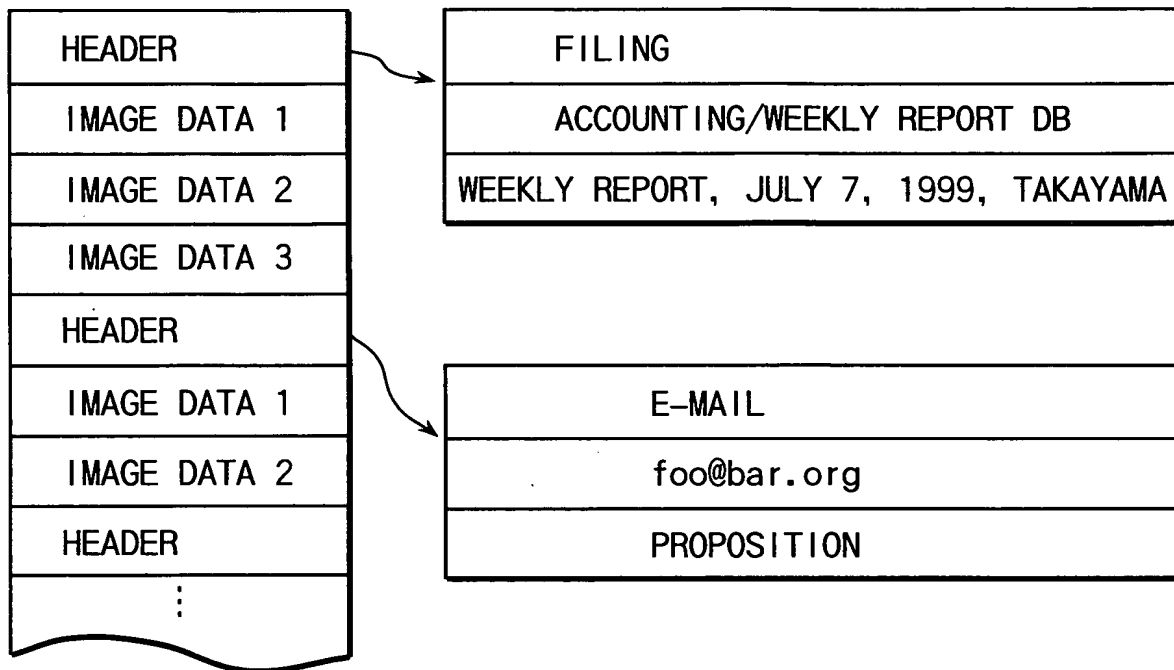 HEADER
IMAGE DATA 1
IMAGE DATA 2
IMAGE DATA 3
HEADER
IMAGE DATA 1
IMAGE DATA 2
HEADER
FILING
ACCOUNTING/WEEKLY REPORT DB
WEEKLY REPORT, JULY 7, 1999, TAKAYAMA
E-MAIL
foo@bar.org
PROPOSITION